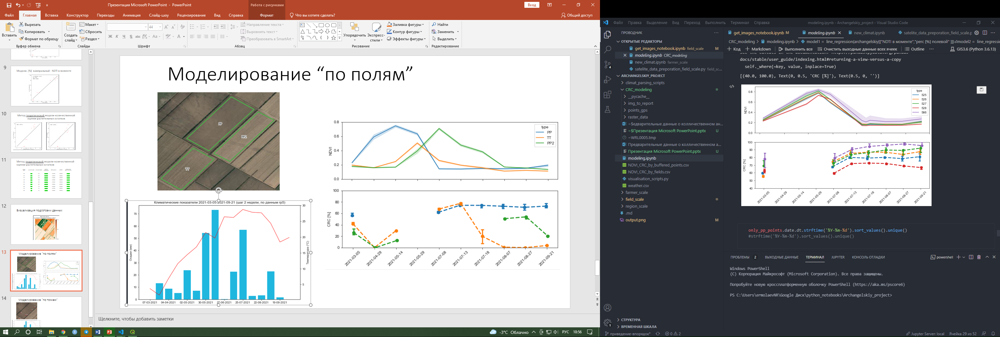 Презентация Microsoft PowerPoint - PowerPoint
Работа с рисунками
Вход
Файл Главная Вставка Конструктор Переходы Анимация Слайд-шоу Рецензирование Вид Справка Формат Что вы хотите сделать? Общий доступ
Вставить
Вырезать
Копировать
Формат по образцу
Буфер обмена
Создать слайд
Макет
Сбросить
Раздел
Слайды
44
Ж К Ч S abc AV Aa
Шрифт
Направление текста
Выровнять текст
Преобразовать в SmartArt
Абзац
Упорядочить
Экспресс-стили
Заливка фигуры
Контур фигуры
Эффекты фигуры
Рисование
Найти
Заменить
Выделить
Редактирование
9
Модели. [%] камеральный - NDTI в моменте
10
Метод теоретической модели количественной
оценки растительных остатков
11
Метод теоретической модели количественной
оценки растительных остатков
12
Визуализация подготовки данных
13
Моделирование "по полям"
14
Моделирование "по точкам"
Моделирование “по полям”
PP
PP2
TT
Климатические показатели 2021-03-05-2021-09-21 (шаг 2 недели, по данным rp5)
Осадки (мм)
70
60
50
40
30
20
10
0
Температура (°C)
30
25
20
15
10
5
07-03-2021 04-04-2021 02-05-2021 30-05-2021 27-06-2021 25-07-2021 22-08-2021 19-09-2021
NDVI
0.8
0.6
0.4
0.2
0.0
type
PP
TT
PP2
CRC [%]
100
80
60
40
20
0
2021-03-05 2021-04-29 2021-05-14 2021-05-29 2021-07-08 2021-07-13 2021-07-18 2021-08-07 2021-08-27 2021-09-21
Щелкните, чтобы добавить заметки
-3°C Облачно
РУС
10:56
Файл Правка Выделение Вид Переход Выполнить Терминал Справка
modeling.ipynb - Archangelskiy_project - Visual Studio Code
ПРОВОДНИК
ОТКРЫТЫЕ РЕДАКТОРЫ
get_images_notebook.ipynb field_scale M
modeling.ipynb CRC_modeling
new_climat.ipynb farmer_scale
satelite_data_preporation_field_scale.py field_sc...
ARCHANGELSKIY_PROJECT
climat_parsing_scripts
CRC_modeling
__pycache__
img_to_report
points_gps
raster_data
~$едварительные данные о колличественном ан...
~$Презентация Microsoft PowerPoint.pptx U
~WRL0005.tmp
Предварительные данные о колличественном а...
Презентация Microsoft PowerPoint.pptx U
modeling.ipynb
NDVI_CRC_by_buffered_points.csv
NDVI_CRC_by_fields.csv
visualisation_scripts.py
weather.csv
farmer_scale
field_scale
region_scale
.md
output.png M
СТРУКТУРА
ВРЕМЕННАЯ ШКАЛА
4
1
get_images_notebook.ipynb M modeling.ipynb new_climat.ipynb satelite_data_preporation_field_scale.p
CRC_modeling > modeling.ipynb > model1 = line_regression(archangelskiy[["NDTI в моменте","perc [%] полевой" ]])
model2 = line_regressio
Код Markdown Выполнить все Очистить выходные данные всех ячеек Outline GIS3.6 (Python 3.6.13)
docs/stable/user_guide/indexing.html#returning-a-view-versus-a-copy
self._where(~key, value, inplace=True)
[(40.0, 100.0), Text(0, 0.5, 'CRC [%]'), Text(0.5, 0, '')]
NDVI
0.8
0.6
0.4
0.2
0.0
type
525
526
527
528
586
CRC [%]
100
90
80
70
60
50
40
2021-03-05 2021-04-29 2021-05-14 2021-05-29 2021-07-08 2021-07-13 2021-07-18 2021-08-07 2021-08-27 2021-09-21
only_pp_points.date.dt.strftime('%Y-%m-%d').sort_values().unique()
#strftime('%Y-%m-%d').sort_values().unique()
ПРОБЛЕМЫ 2 ВЫХОДНЫЕ ДАННЫЕ ТЕРМИНАЛ JUPYTER КОНСОЛЬ ОТЛАДКИ
powershell
Windows PowerShell
(C) Корпорация Майкрософт (Microsoft Corporation). Все права защищены.
Попробуйте новую кроссплатформенную оболочку PowerShell (https://aka.ms/pscore6)
PS C:\Users\ermolaevNR\Google Диск\python_notebooks\Archangelskiy_project>
приведение-впорядок* 0 2
Jupyter Server: local Ячейка 29 из 52